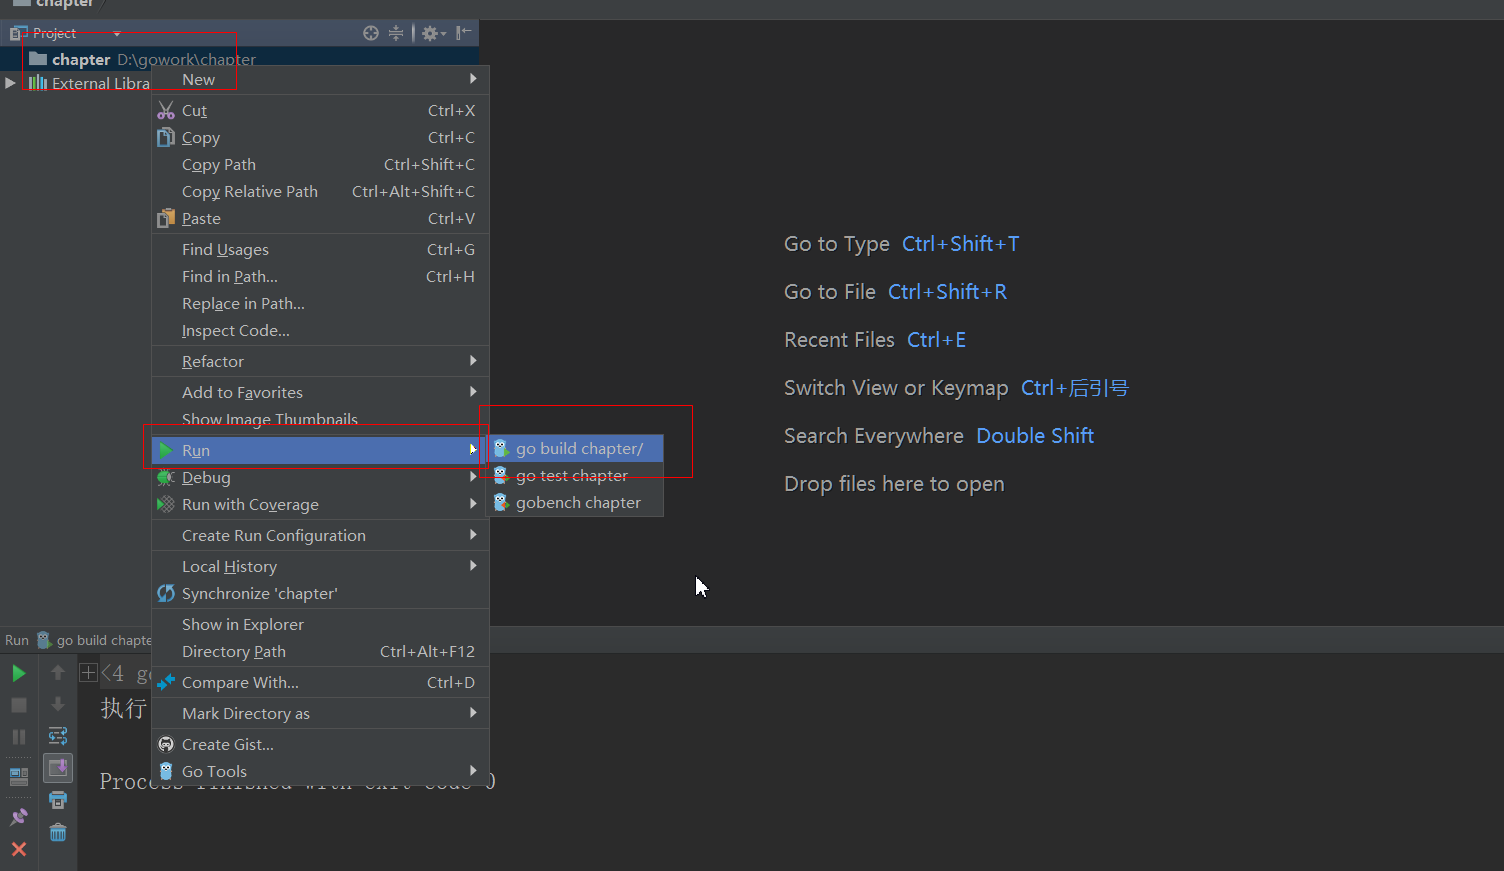 chapter
Project
chapter D:\gowork\chapter
External Libra
New
Cut Ctrl+X
Copy Ctrl+C
Copy Path Ctrl+Shift+C
Copy Relative Path Ctrl+Alt+Shift+C
Paste Ctrl+V
Find Usages Ctrl+G
Find in Path... Ctrl+H
Replace in Path...
Inspect Code...
Refactor
Add to Favorites
Show Image Thumbnails
Run
Debug
Run with Coverage
Create Run Configuration
Local History
Synchronize 'chapter'
Show in Explorer
Directory Path Ctrl+Alt+F12
Compare With... Ctrl+D
Mark Directory as
Create Gist...
Go Tools
go build chapter/
go test chapter
gobench chapter
Go to Type Ctrl+Shift+T
Go to File Ctrl+Shift+R
Recent Files Ctrl+E
Switch View or Keymap Ctrl+后引号
Search Everywhere Double Shift
Drop files here to open
Run go build chapte
<4 go
执行
Process finished with exit code 0